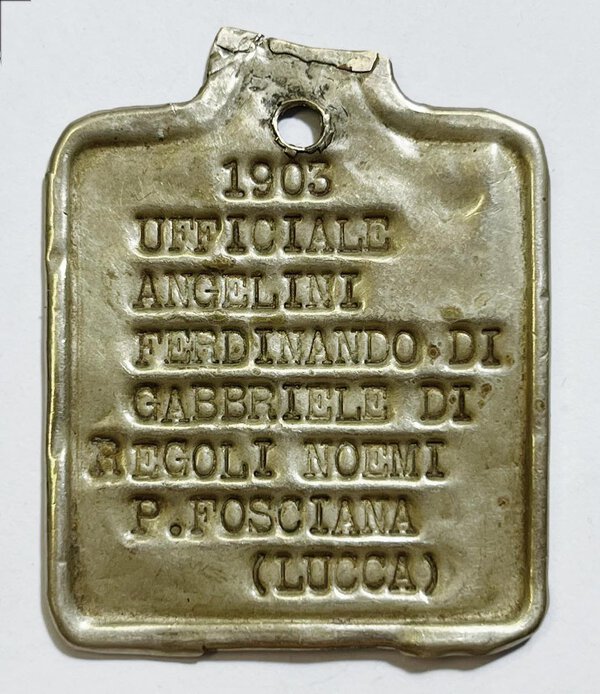 1903
UFFICIALE
ANGELINI
FERDINANDO DI
GABBRIELE DI
REGOLI NOEMI
P.FOSCIANA
(LUCCA)